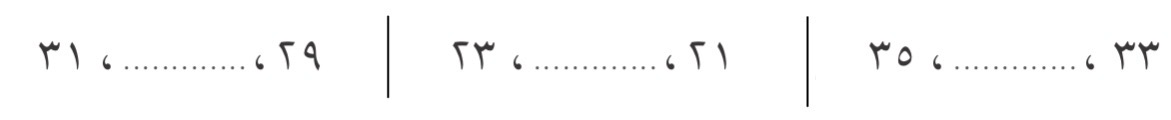 ٣٣ ، ............. ، ٣٥ | ٢١ ، ............. ، ٢٣ | ٢٩ ، ............. ، ٣١